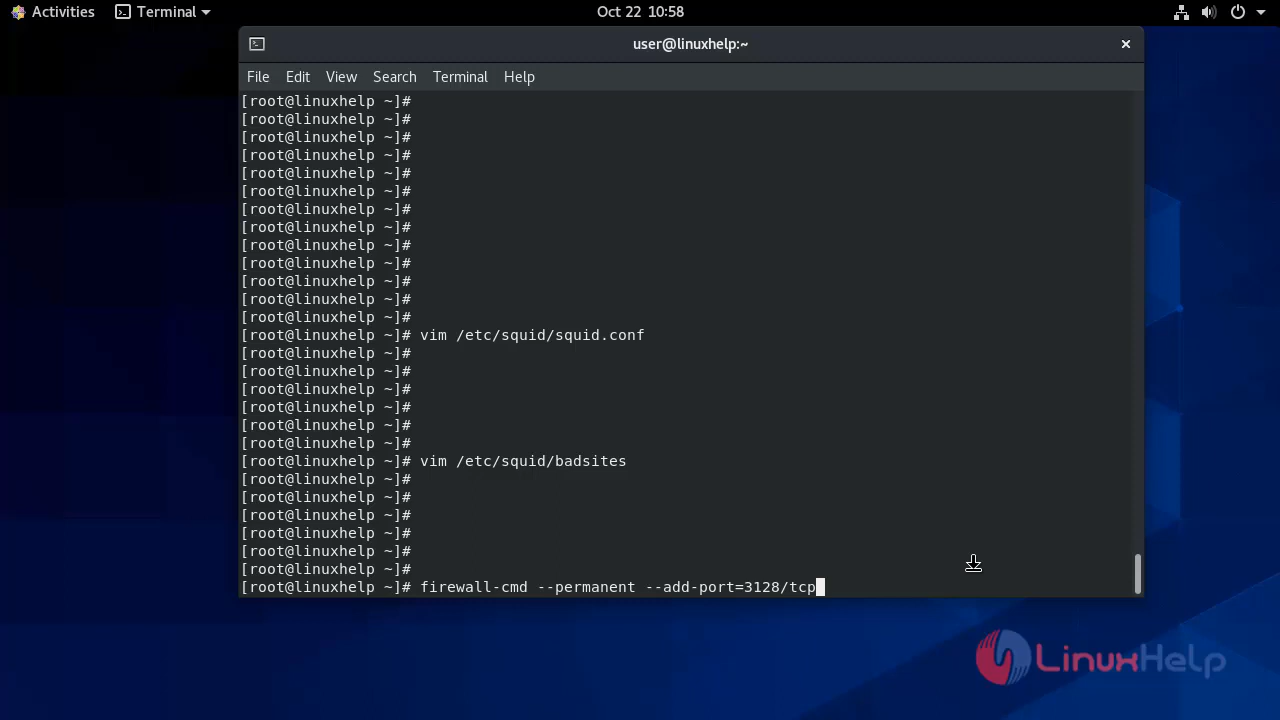 Activities Terminal Oct 22 10:58
user@linuxhelp:~
File Edit View Search Terminal Help
[root@linuxhelp ~]#
[root@linuxhelp ~]#
[root@linuxhelp ~]#
[root@linuxhelp ~]#
[root@linuxhelp ~]#
[root@linuxhelp ~]#
[root@linuxhelp ~]#
[root@linuxhelp ~]#
[root@linuxhelp ~]#
[root@linuxhelp ~]#
[root@linuxhelp ~]#
[root@linuxhelp ~]#
[root@linuxhelp ~]#
[root@linuxhelp ~]# vim /etc/squid/squid.conf
[root@linuxhelp ~]#
[root@linuxhelp ~]#
[root@linuxhelp ~]#
[root@linuxhelp ~]#
[root@linuxhelp ~]#
[root@linuxhelp ~]#
[root@linuxhelp ~]# vim /etc/squid/badsites
[root@linuxhelp ~]#
[root@linuxhelp ~]#
[root@linuxhelp ~]#
[root@linuxhelp ~]#
[root@linuxhelp ~]#
[root@linuxhelp ~]#
[root@linuxhelp ~]# firewall-cmd --permanent --add-port=3128/tcp
LinuxHelp